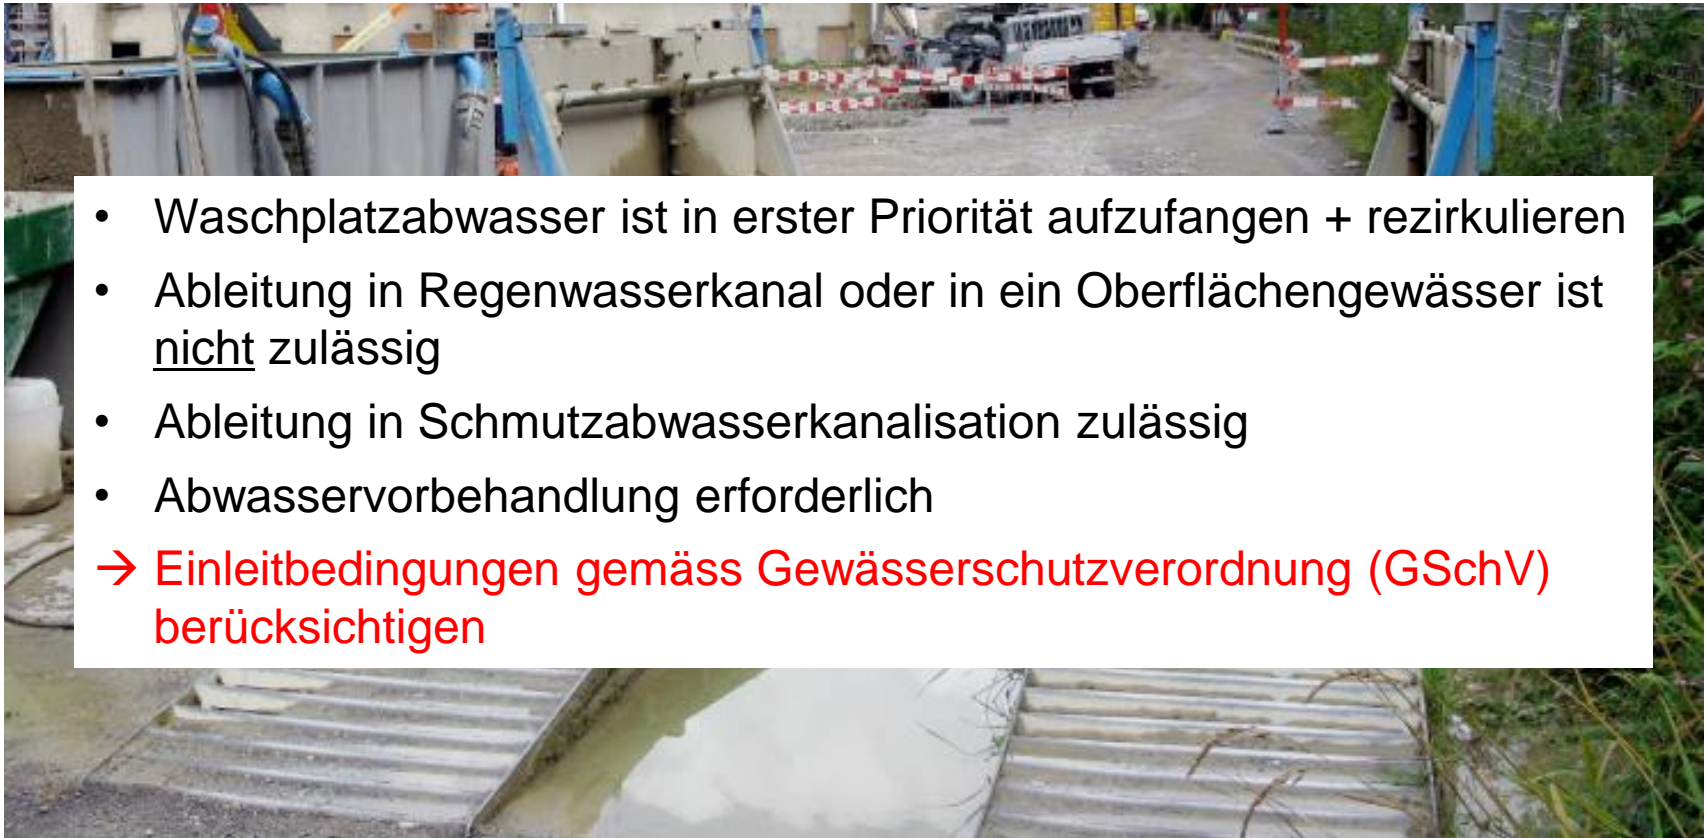 • Waschplatzabwasser ist in erster Priorität aufzufangen + rezirkulieren
• Ableitung in Regenwasserkanal oder in ein Oberflächengewässer ist
nicht zulässig
• Ableitung in Schmutzabwasserkanalisation zulässig
• Abwasservorbehandlung erforderlich
→ Einleitbedingungen gemäss Gewässerschutzverordnung (GSchV)
berücksichtigen